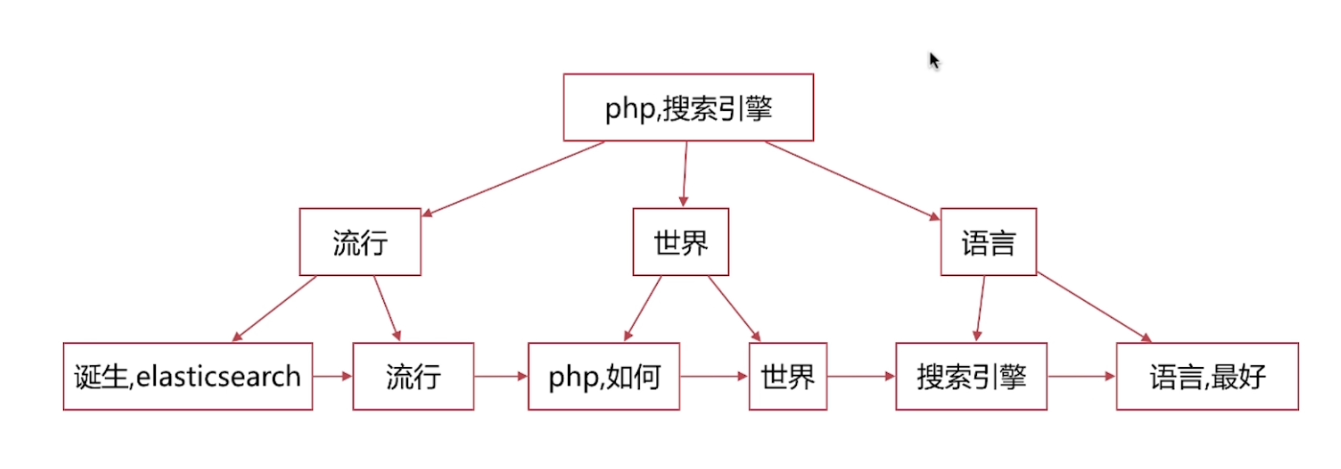 php,搜索引擎
流行
世界
语言
诞生,elasticsearch
流行
php,如何
世界
搜索引擎
语言,最好